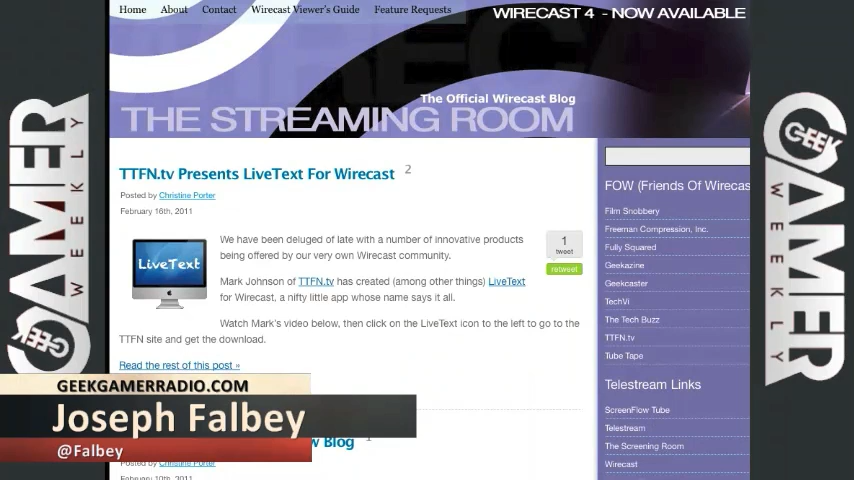 Home About Contact Wirecast Viewer's Guide Feature Requests
WIRECAST 4 - NOW AVAILABLE
The Official Wirecast Blog
THE STREAMING ROOM
GEEK GAMER WEEKLY
TTFN.tv Presents LiveText For Wirecast 2
Posted by Christine Porter
February 16th, 2011
LiveText
We have been deluged of late with a number of innovative products
being offered by our very own Wirecast community.
1
tweet
retweet
Mark Johnson of TTFN.tv has created (among other things) LiveText
for Wirecast, a nifty little app whose name says it all.
Watch Mark's video below, then click on the LiveText icon to the left to go to the
TTFN site and get the download.
Read the rest of this post »
w Blog 1
Posted by Christine Porter
February 10th, 2011
FOW (Friends Of Wirecas
Film Snobbery
Freeman Compression, Inc.
Fully Squared
Geekazine
Geekcaster
TechVi
The Tech Buzz
TTFN.tv
Tube Tape
Telestream Links
ScreenFlow Tube
Telestream
The Screening Room
Wirecast
GEEK GAMER WEEKLY
GEEKGAMERRADIO.COM
Joseph Falbey
@Falbey